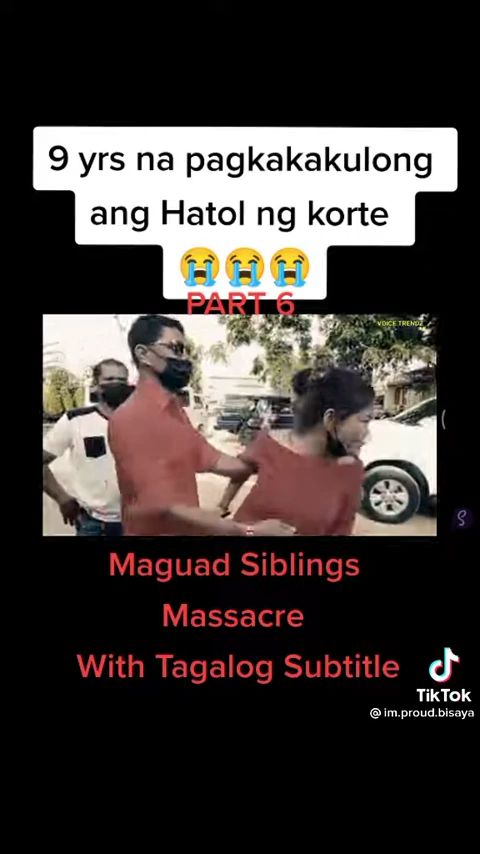 9 yrs na pagkakakulong
ang Hatol ng korte
😭😭😭
PART 6
VOICE TRENDZ
Maguad Siblings
Massacre
With Tagalog Subtitle
TikTok
@im.proud.bisaya